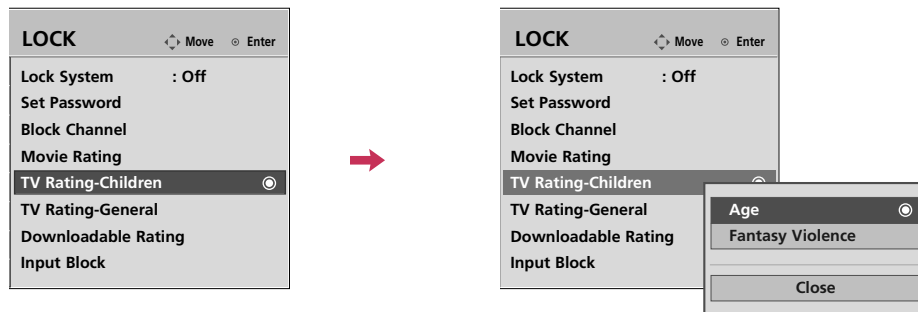 LOCK Move Enter
Lock System : Off
Set Password
Block Channel
Movie Rating
TV Rating-Children
TV Rating-General
Downloadable Rating
Input Block
LOCK Move Enter
Lock System : Off
Set Password
Block Channel
Movie Rating
TV Rating-Children
TV Rating-General
Downloadable Rating
Input Block
Age
Fantasy Violence
Close